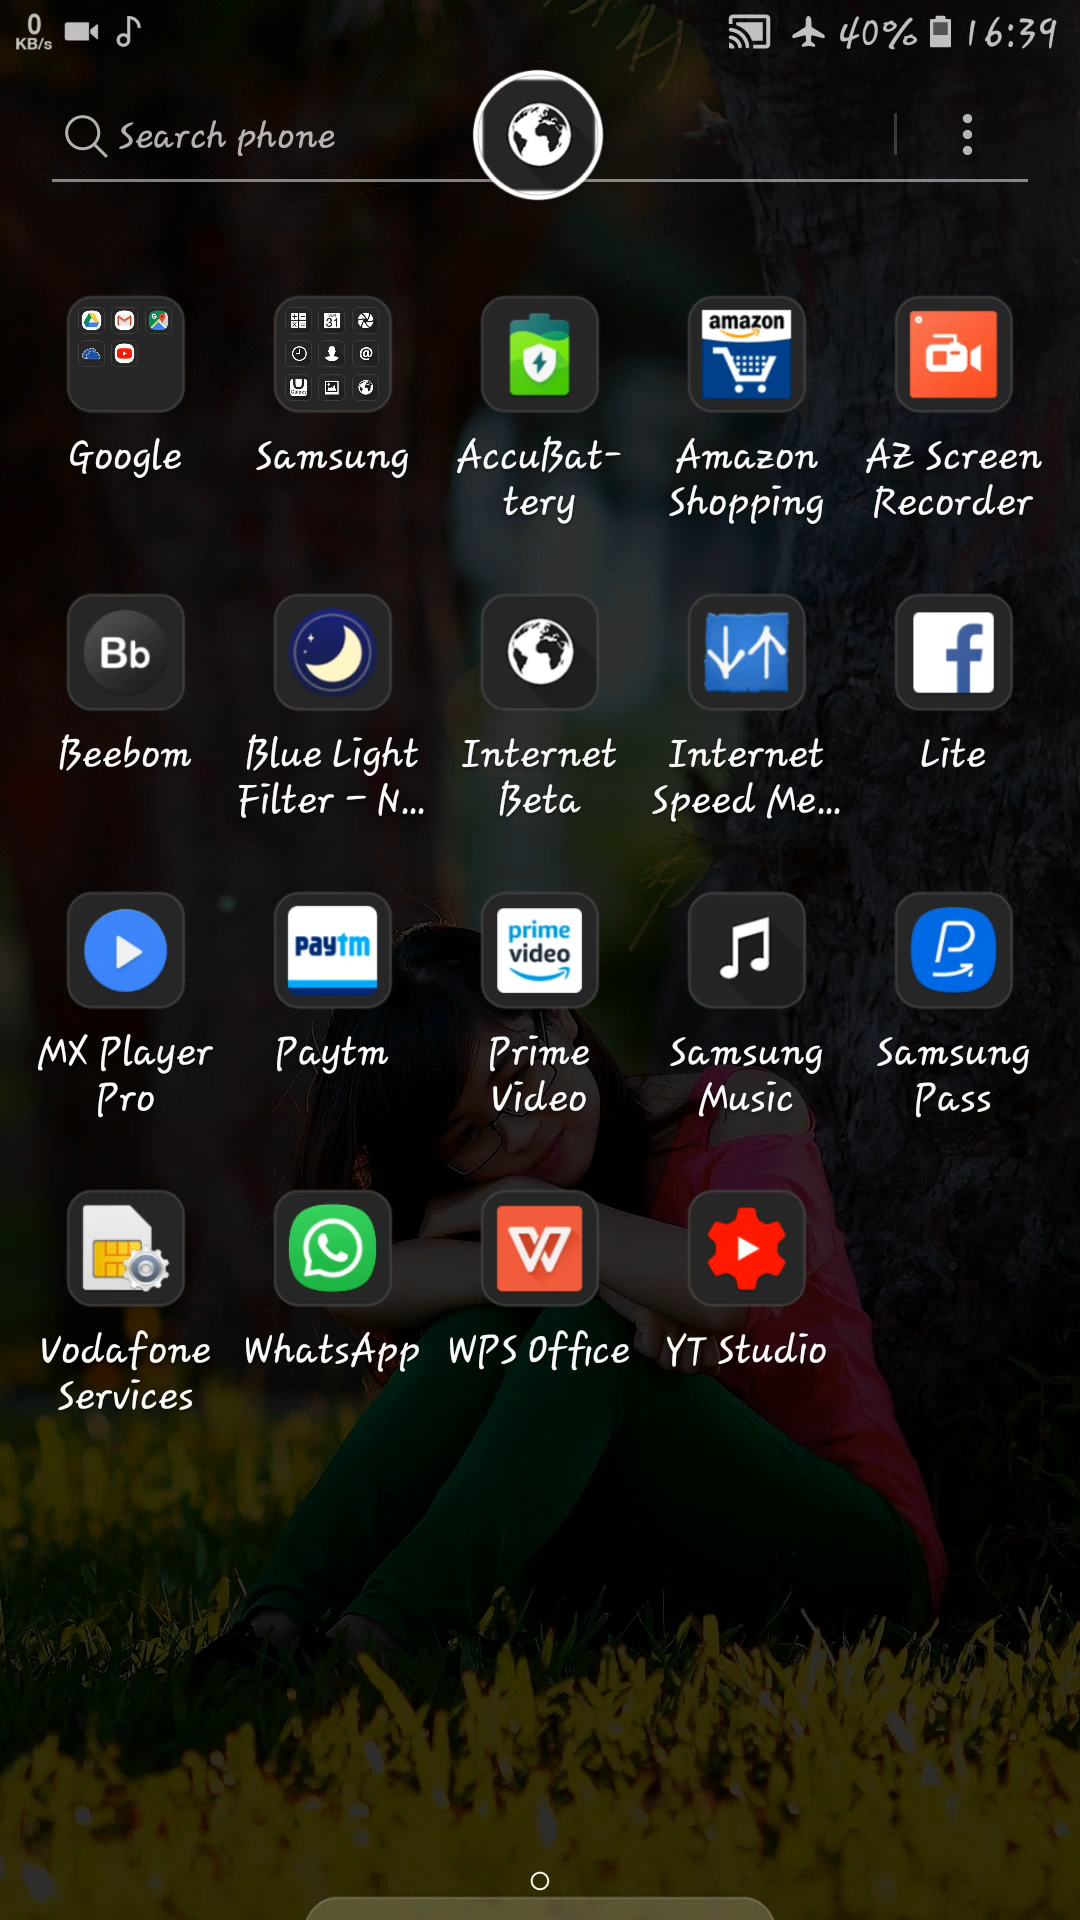 0
KB/s
40%
16:39
Search phone
31
@
amazon
Google
Samsung
AccuBat-
tery
Amazon
Shopping
AZ Screen
Recorder
Bb
Beebom
Blue Light
Filter – N...
Internet
Beta
Internet
Speed Me...
f
Lite
paytm
prime
video
P
MX Player
Pro
Paytm
Prime
Video
Samsung
Music
Samsung
Pass
W
Vodafone
Services
WhatsApp
WPS Office
YT Studio